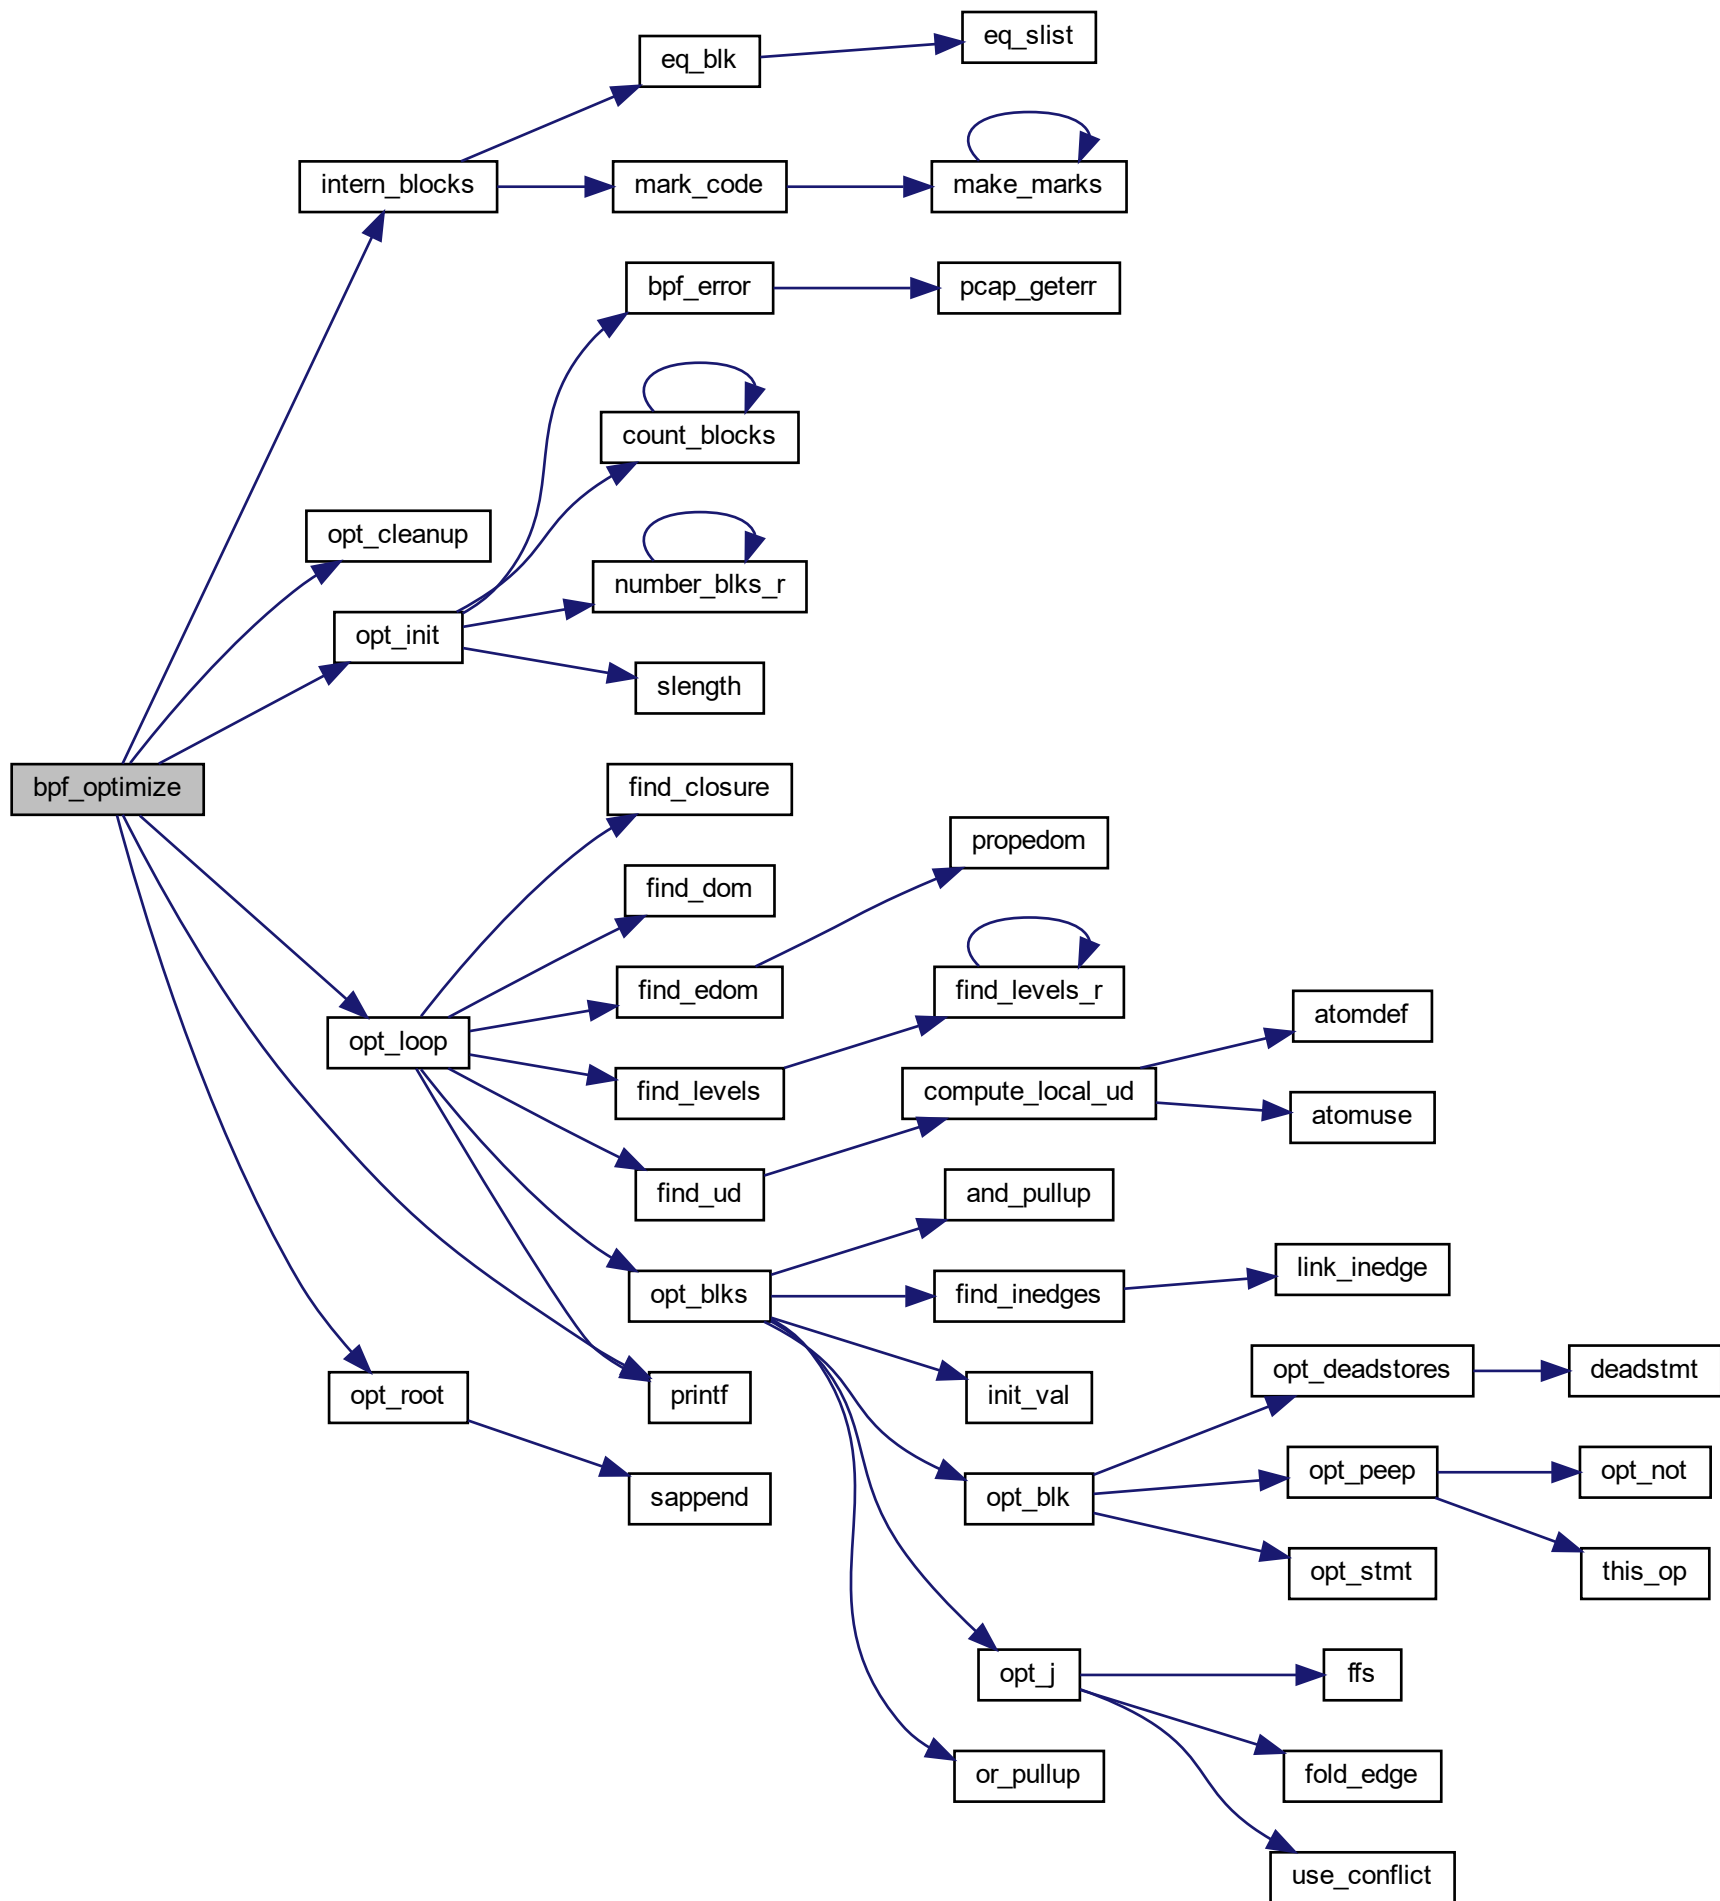 eq_slist
eq_blk
intern_blocks
mark_code
make_marks
bpf_error
pcap_geterr
count_blocks
opt_cleanup
number_blks_r
opt_init
slength
bpf_optimize
find_closure
propedom
find_dom
find_edom
find_levels_r
atomdef
opt_loop
find_levels
compute_local_ud
atomuse
find_ud
and_pullup
opt_blks
find_inedges
link_inedge
opt_root
printf
init_val
opt_deadstores
deadstmt
sappend
opt_blk
opt_peep
opt_not
opt_stmt
this_op
opt_j
ffs
or_pullup
fold_edge
use_conflict